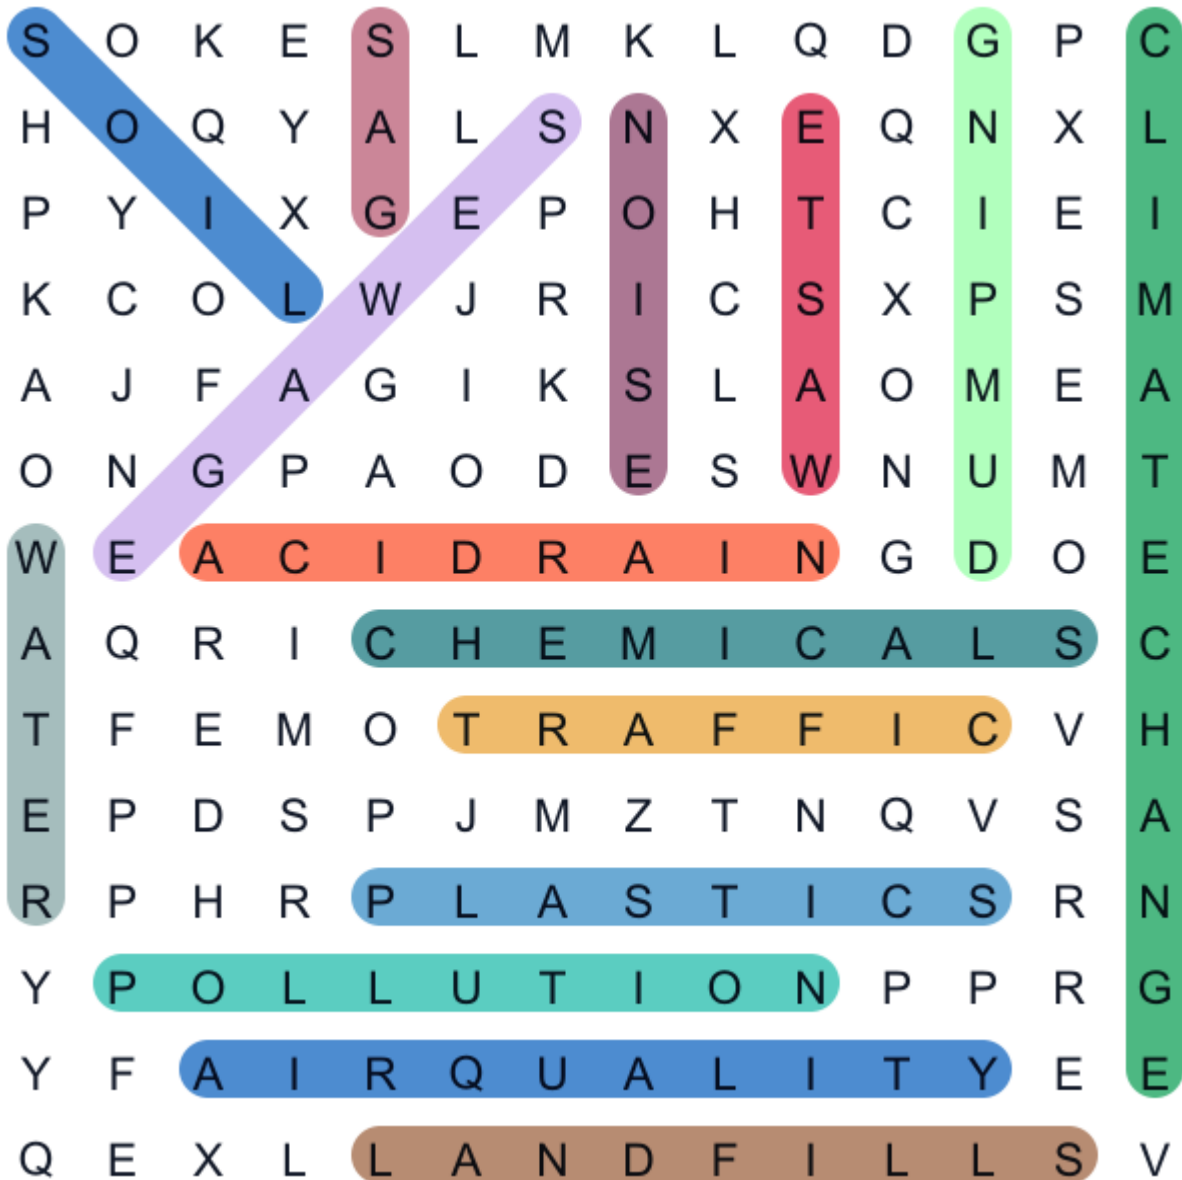 S O K E S L M K L Q D G P C
H O Q Y A L S N X E Q N X L
P Y I X G E P O H T C I E I
K C O L W J R I C S X P S M
A J F A G I K S L A O M E A
O N G P A O D E S W N U M T
W E A C I D R A I N G D O E
A Q R I C H E M I C A L S C
T F E M O T R A F F I C V H
E P D S P J M Z T N Q V S A
R P H R P L A S T I C S R N
Y P O L L U T I O N P P R G
Y F A I R Q U A L I T Y E E
Q E X L L A N D F I L L S V